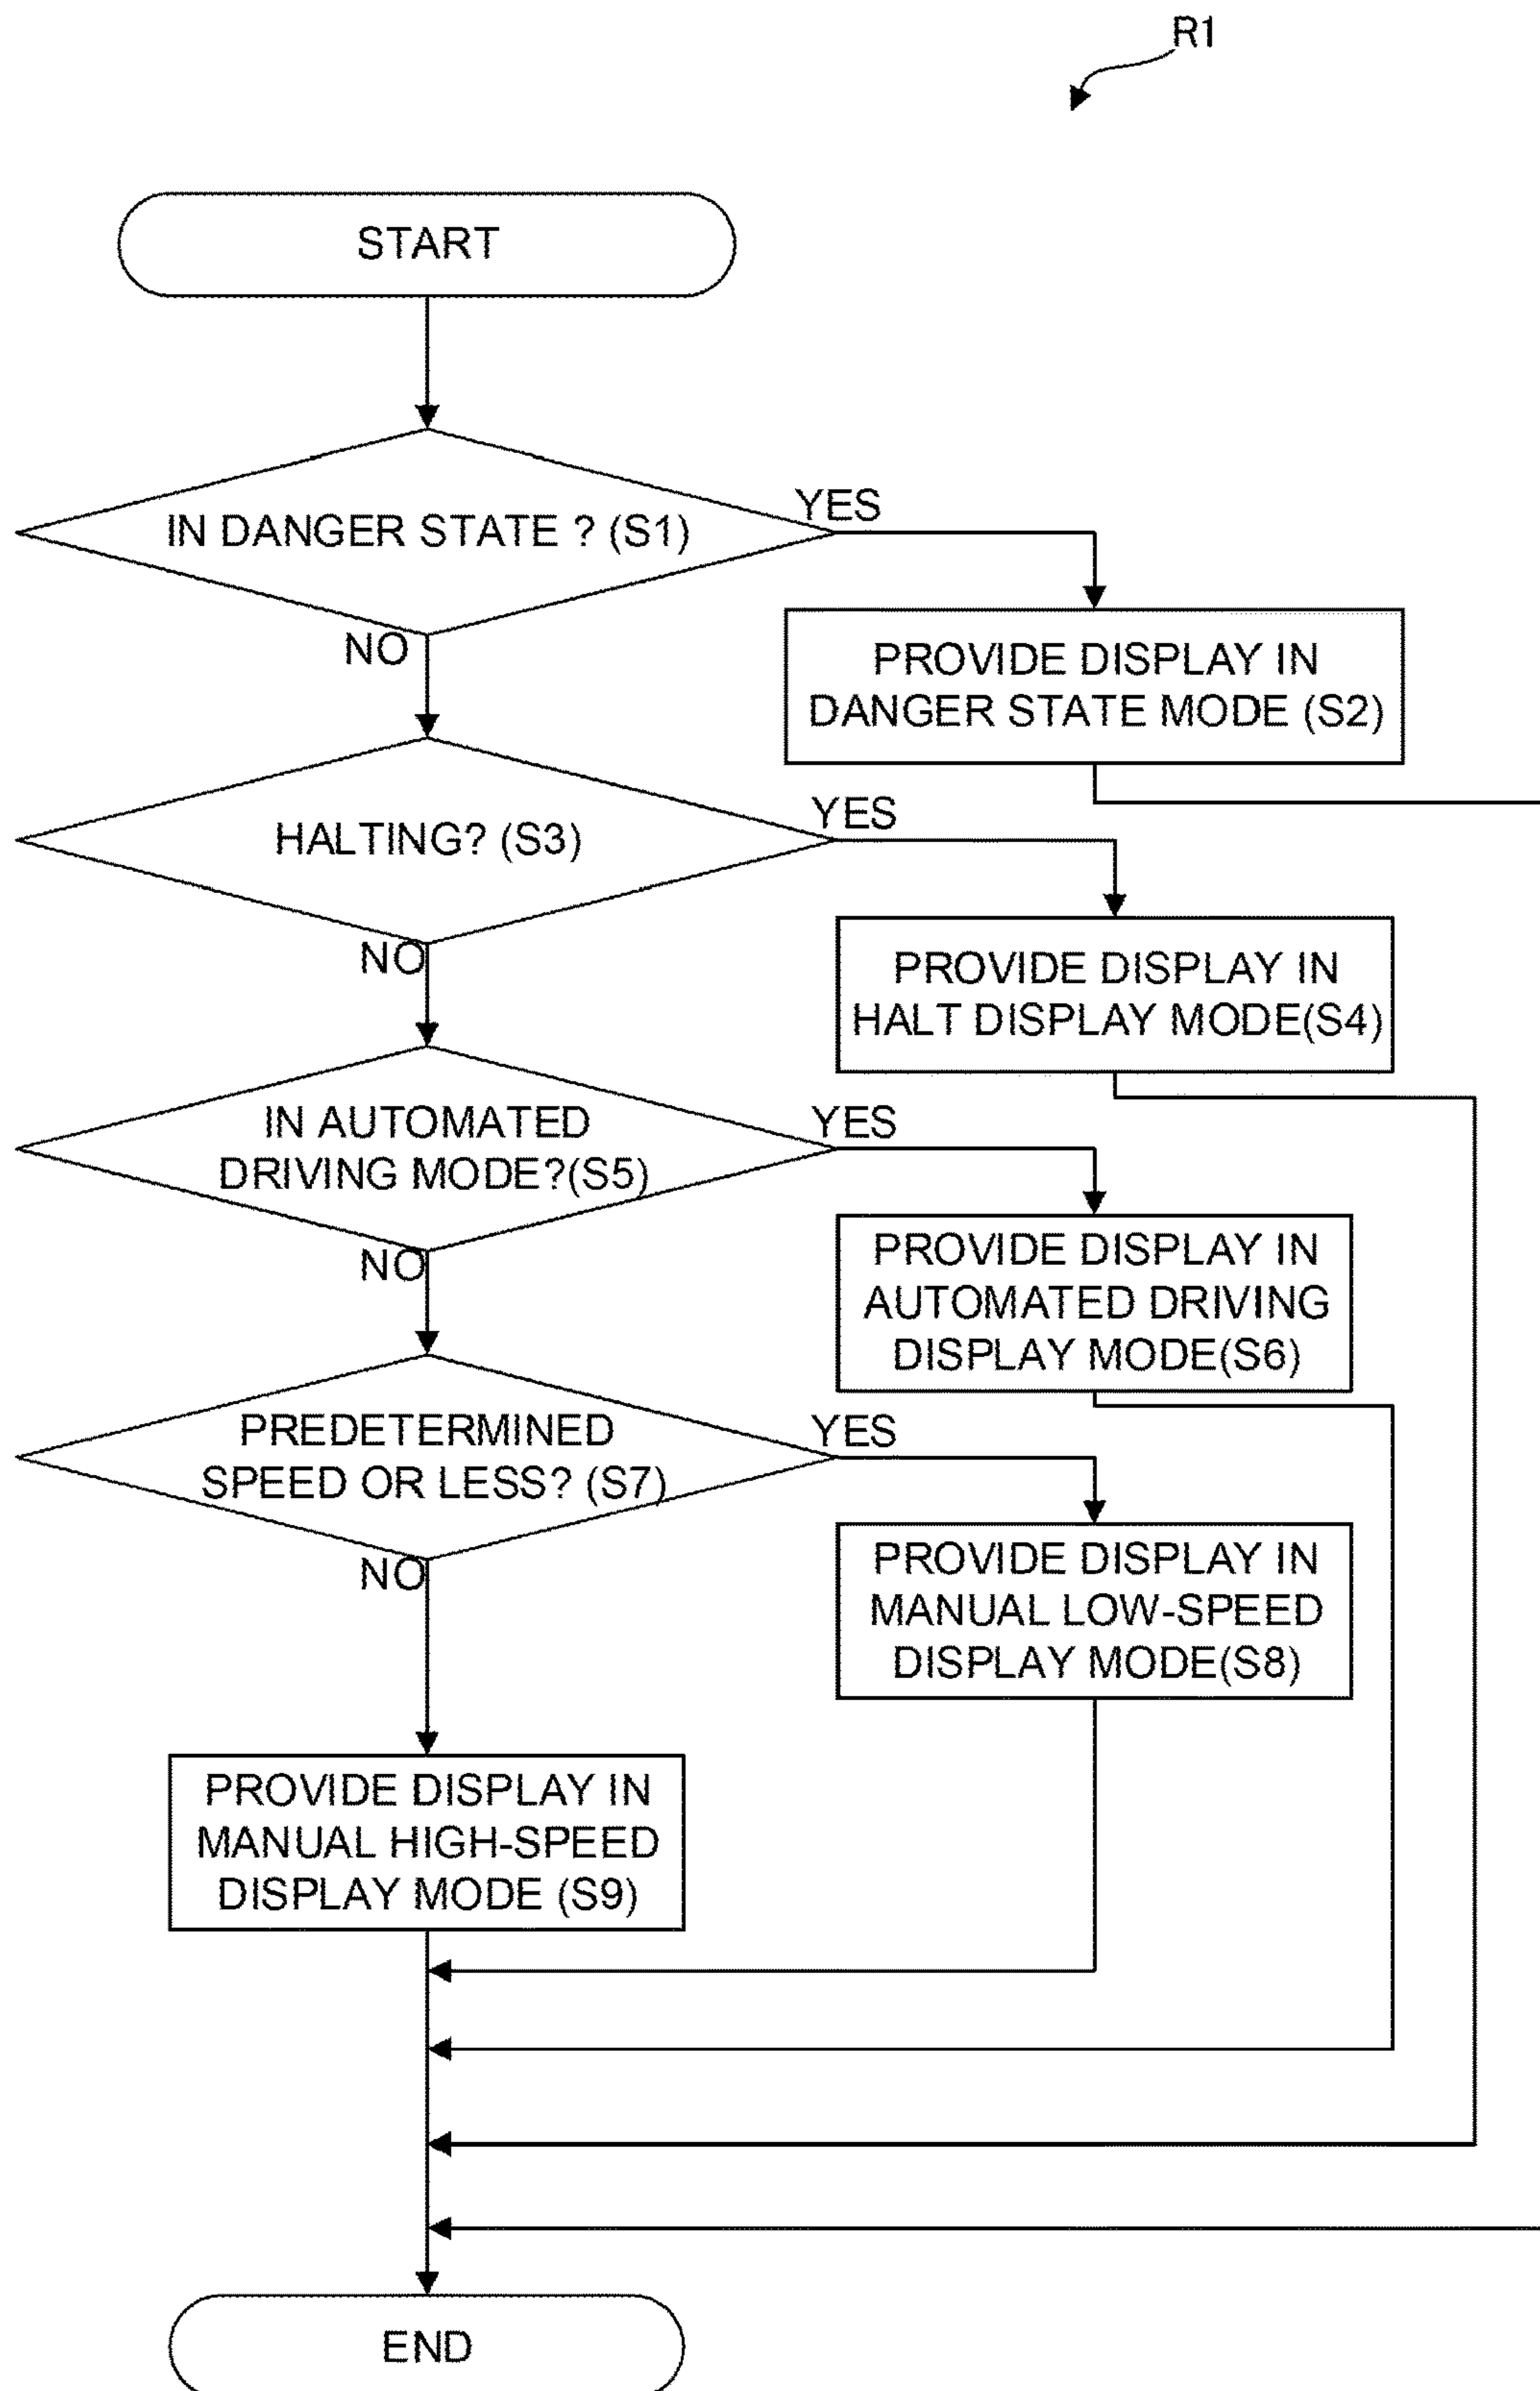 R1
START
IN DANGER STATE ? (S1)
YES
NO
PROVIDE DISPLAY IN
DANGER STATE MODE (S2)
HALTING? (S3)
YES
NO
PROVIDE DISPLAY IN
HALT DISPLAY MODE(S4)
IN AUTOMATED
DRIVING MODE?(S5)
YES
NO
PROVIDE DISPLAY IN
AUTOMATED DRIVING
DISPLAY MODE(S6)
PREDETERMINED
SPEED OR LESS? (S7)
YES
NO
PROVIDE DISPLAY IN
MANUAL LOW-SPEED
DISPLAY MODE(S8)
PROVIDE DISPLAY IN
MANUAL HIGH-SPEED
DISPLAY MODE (S9)
END